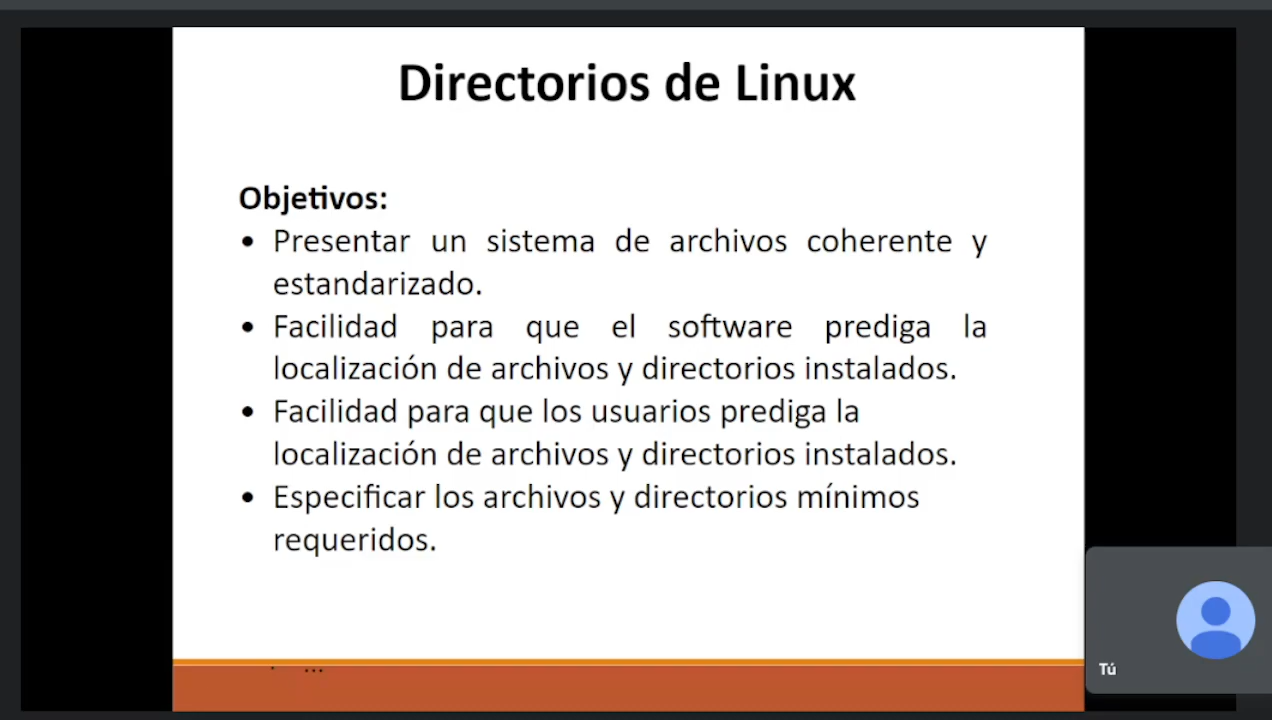 Directorios de Linux
Objetivos:
• Presentar un sistema de archivos coherente y
estandarizado.
• Facilidad para que el software prediga la
localización de archivos y directorios instalados.
• Facilidad para que los usuarios prediga la
localización de archivos y directorios instalados.
• Especificar los archivos y directorios mínimos
requeridos.
Tú